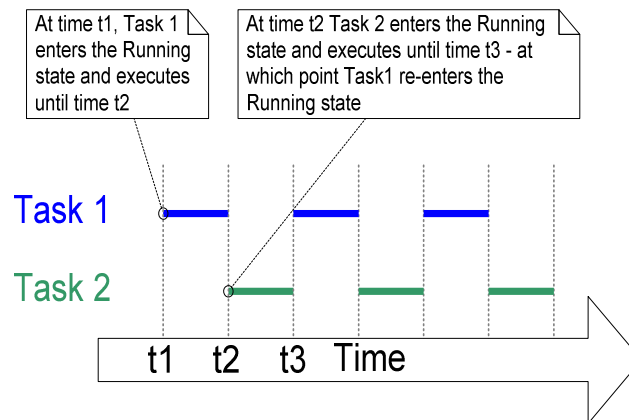 At time t1, Task 1
enters the Running
state and executes
until time t2
At time t2 Task 2 enters the Running
state and executes until time t3 - at
which point Task1 re-enters the
Running state
Task 1
Task 2
t1 t2 t3 Time